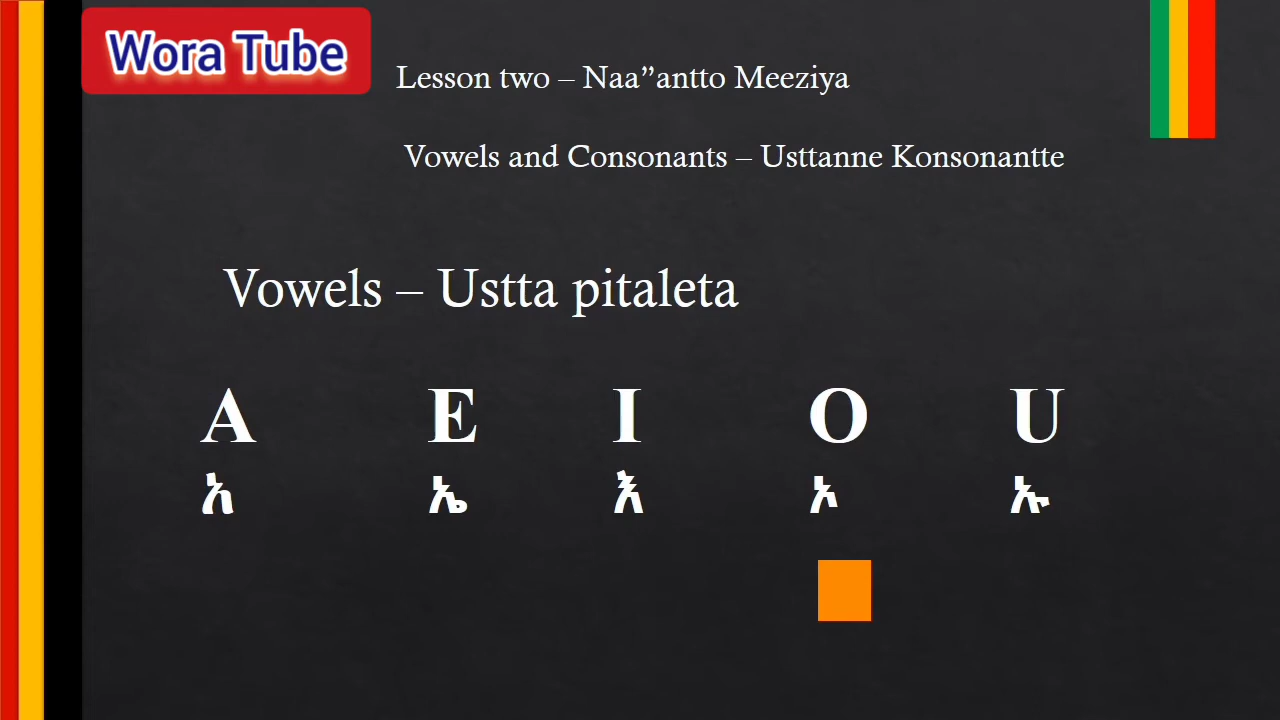 Wora Tube
Lesson two – Naa”antto Meeziya
Vowels and Consonants – Usttanne Konsonantte
Vowels – Ustta pitaleta
A E I O U
አ ኤ እ ኦ ኡ